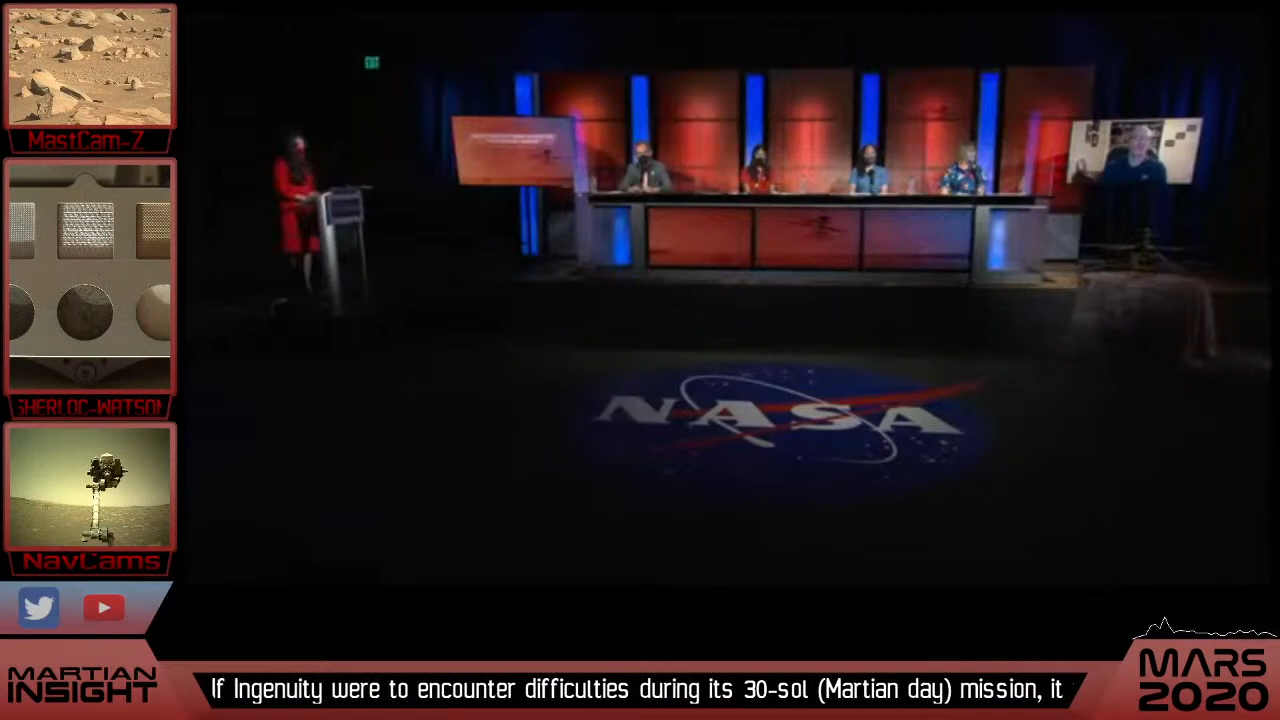 EXIT
MastCam-Z
SHERLOC-WATSON
NavCams
NASA
MARTIAN
INSIGHT
If Ingenuity were to encounter difficulties during its 30-sol (Martian day) mission, it
MARS
2020